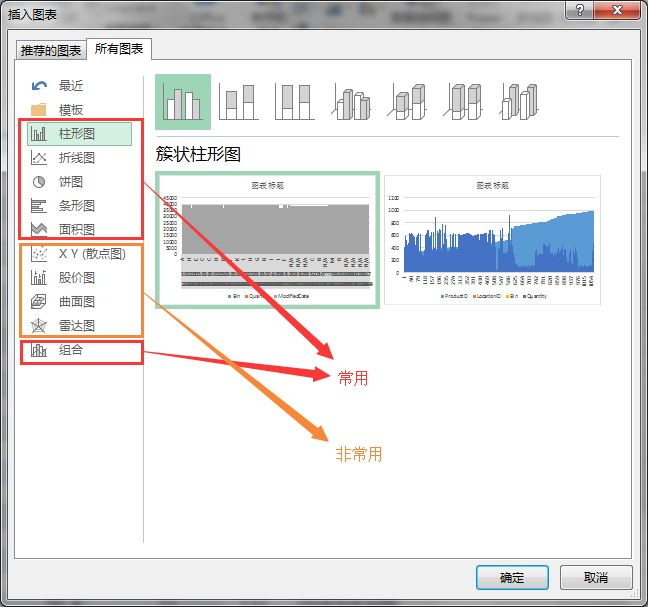 插入图表
推荐的图表
所有图表
最近
模板
柱形图
折线图
饼图
条形图
面积图
X Y (散点图)
股价图
曲面图
雷达图
组合
簇状柱形图
图表标题
45000
40000
35000
30000
25000
20000
15000
10000
5000
0
Bin Quantity ModifiedDate
图表标题
1200
1000
800
600
400
200
0
ProductID LocationID Bin Quantity
常用
非常用
确定
取消